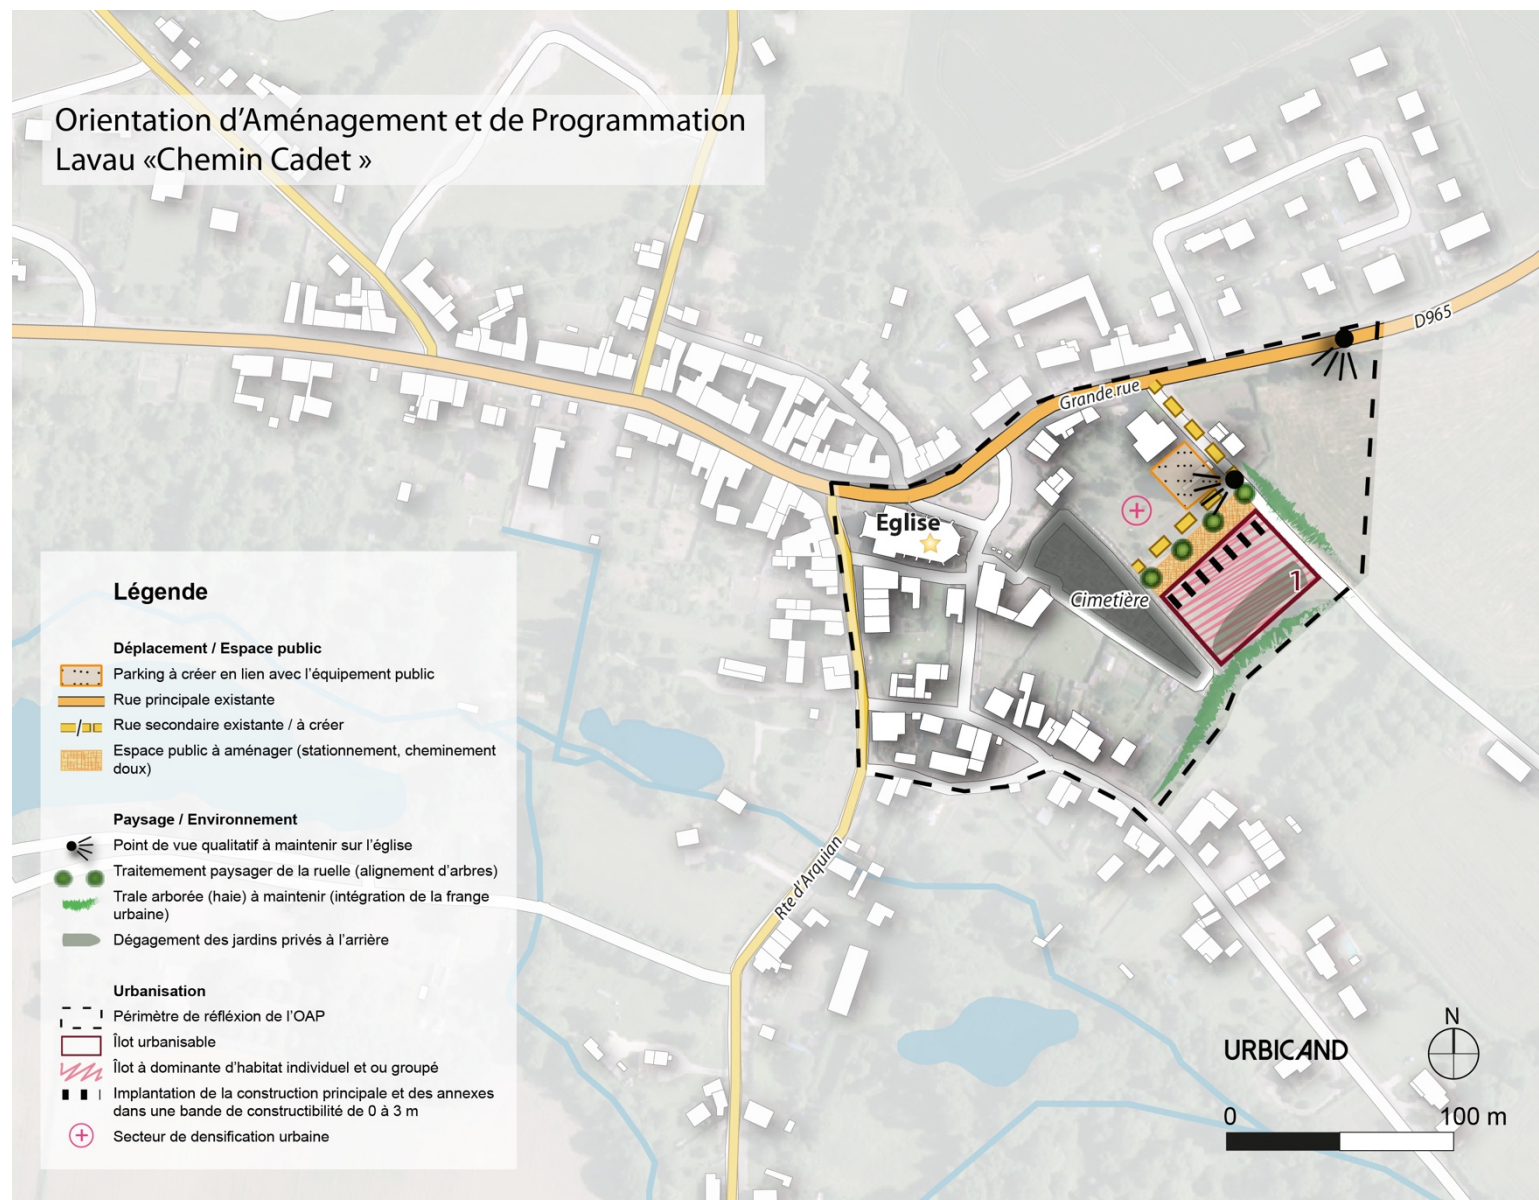 Orientation d'Aménagement et de Programmation
Lavau «Chemin Cadet »
D965
Grande rue
Eglise
1
Cimetière
Rte d'Arquian
Légende
Déplacement / Espace public
Parking à créer en lien avec l'équipement public
Rue principale existante
Rue secondaire existante / à créer
Espace public à aménager (stationnement, cheminement
doux)
Paysage / Environnement
Point de vue qualitatif à maintenir sur l'église
Traitemement paysager de la ruelle (alignement d'arbres)
Trale arborée (haie) à maintenir (intégration de la frange
urbaine)
Dégagement des jardins privés à l'arrière
Urbanisation
Périmètre de réfléxion de l'OAP
Îlot urbanisable
Îlot à dominante d'habitat individuel et ou groupé
Implantation de la construction principale et des annexes
dans une bande de constructibilité de 0 à 3 m
Secteur de densification urbaine
URBICAND
N
0 100 m